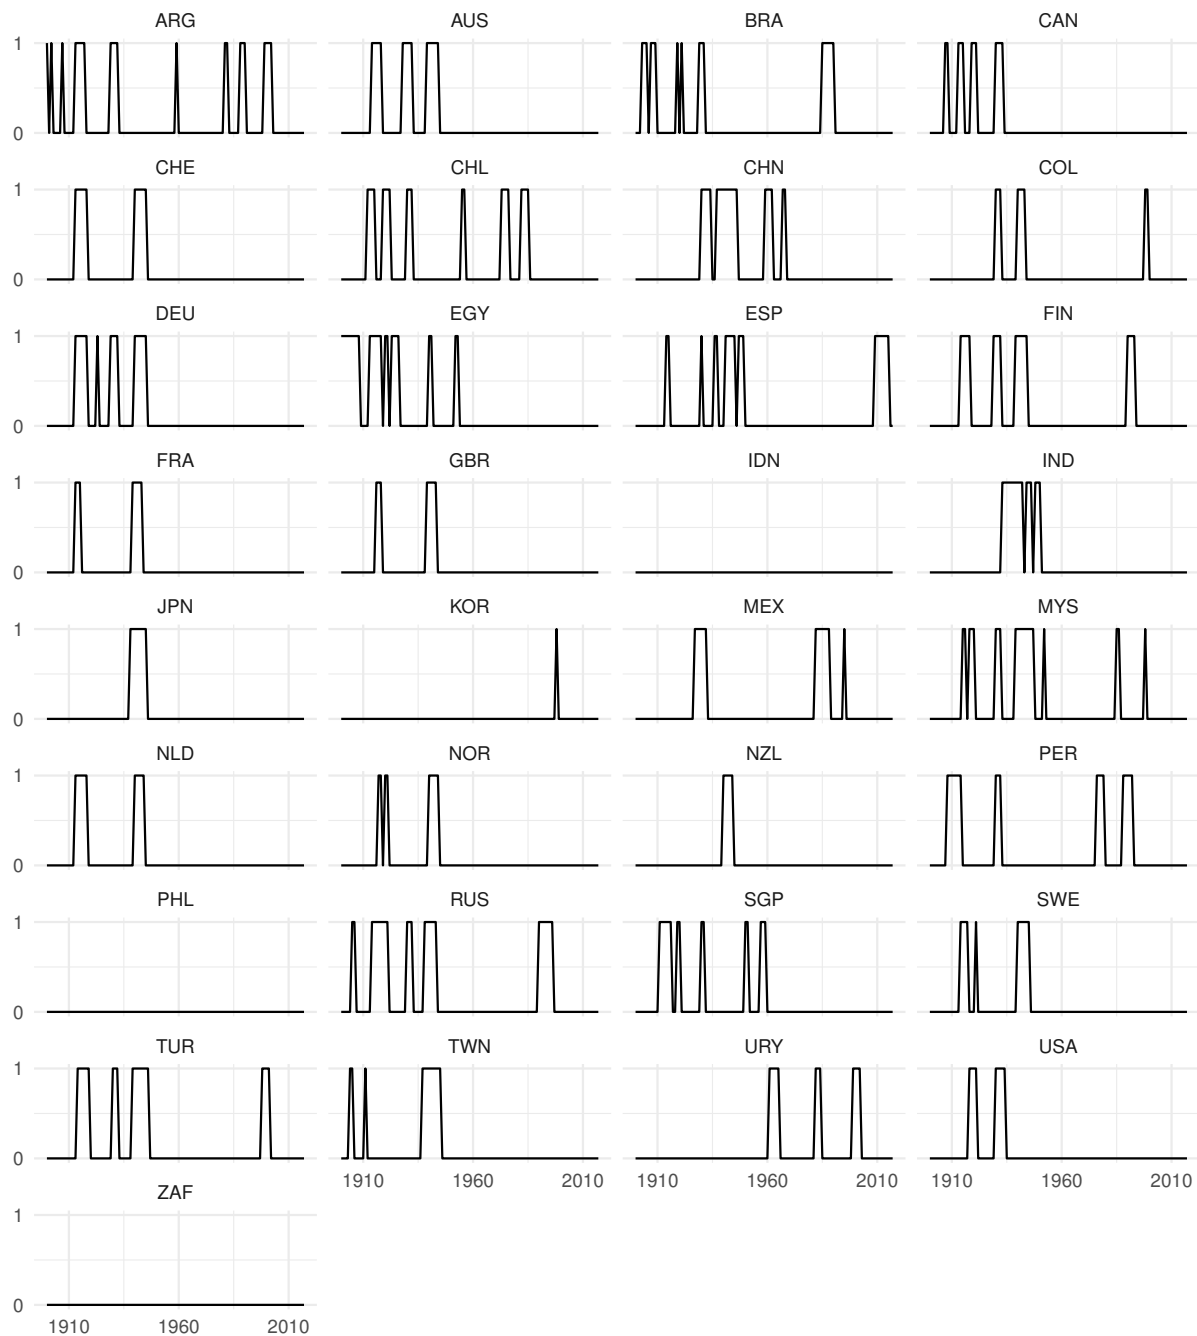 ARG AUS BRA CAN
1
0
CHE CHL CHN COL
1
0
DEU EGY ESP FIN
1
0
FRA GBR IDN IND
1
0
JPN KOR MEX MYS
1
0
NLD NOR NZL PER
1
0
PHL RUS SGP SWE
1
0
TUR TWN URY USA
1
0
1910 1960 2010 1910 1960 2010 1910 1960 2010
ZAF
1
0
1910 1960 2010